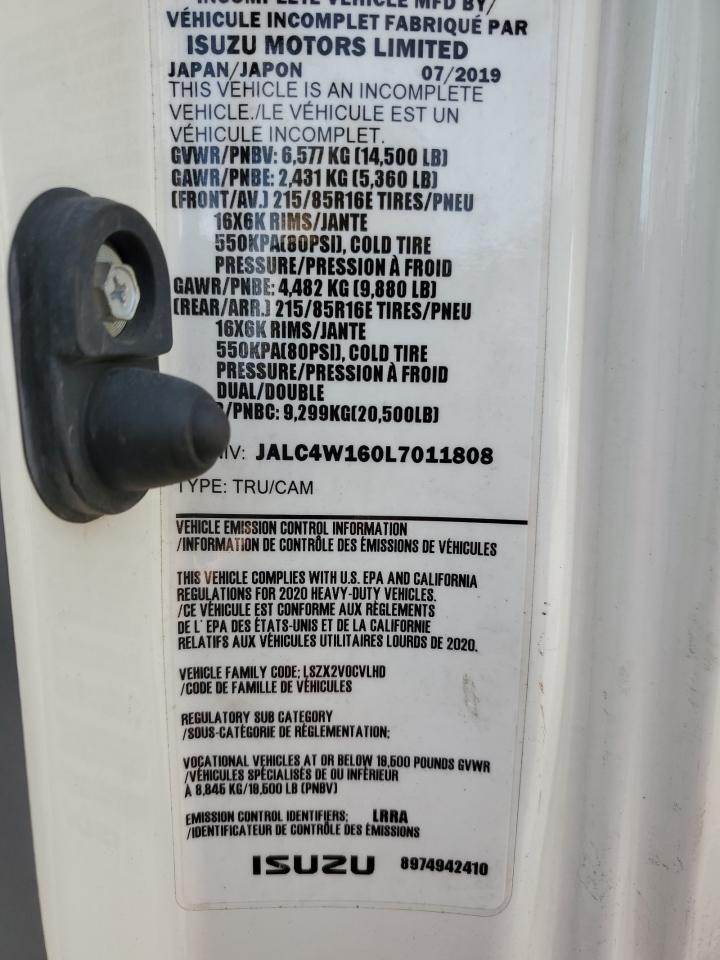 INCOMPLETE VEHICLE MFD BY/
VÉHICULE INCOMPLET FABRIQUÉ PAR
ISUZU MOTORS LIMITED
JAPAN/JAPON 07/2019
THIS VEHICLE IS AN INCOMPLETE
VEHICLE./LE VÉHICULE EST UN
VÉHICULE INCOMPLET.
GVWR/PNBV: 6,577 KG (14,500 LB)
GAWR/PNBE: 2,431 KG (5,360 LB)
(FRONT/AV.) 215/85R16E TIRES/PNEU
16X6K RIMS/JANTE
550KPA(80PSI), COLD TIRE
PRESSURE/PRESSION À FROID
GAWR/PNBE: 4,482 KG (9,880 LB)
(REAR/ARR.) 215/85R16E TIRES/PNEU
16X6K RIMS/JANTE
550KPA(80PSI), COLD TIRE
PRESSURE/PRESSION À FROID
DUAL/DOUBLE
/PNBC: 9,299KG(20,500LB)
IV: JALC4W160L7011808
TYPE: TRU/CAM
VEHICLE EMISSION CONTROL INFORMATION
/INFORMATION DE CONTRÔLE DES ÉMISSIONS DE VÉHICULES
THIS VEHICLE COMPLIES WITH U.S. EPA AND CALIFORNIA
REGULATIONS FOR 2020 HEAVY-DUTY VEHICLES.
/CE VÉHICULE EST CONFORME AUX RÈGLEMENTS
DE L' EPA DES ÉTATS-UNIS ET DE LA CALIFORNIE
RELATIFS AUX VÉHICULES UTILITAIRES LOURDS DE 2020.
VEHICLE FAMILY CODE: LSZX2VOCVLHD
/CODE DE FAMILLE DE VÉHICULES
REGULATORY SUB CATEGORY
/SOUS-CATÉGORIE DE RÉGLEMENTATION:
VOCATIONAL VEHICLES AT OR BELOW 19,500 POUNDS GVWR
/VÉHICULES SPÉCIALISÉS DE OU INFÉRIEUR
À 8,845 KG/19,500 LB (PNBV)
EMISSION CONTROL IDENTIFIERS: LRRA
/IDENTIFICATEUR DE CONTRÔLE DES ÉMISSIONS
ISUZU 8974942410